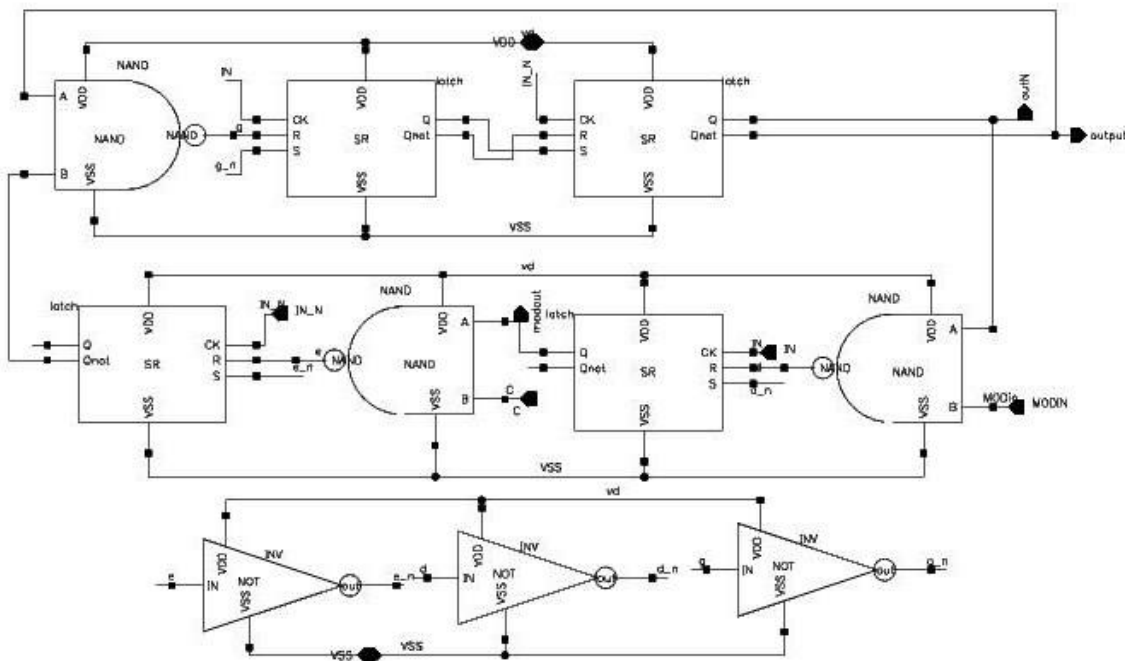 VDD vd
NAND IN latch IN_N latch outN
A VDD VDD VDD
CK Q CK Q
NAND NAND g R SR Qnot R SR Qnot output
S S
B VSS g_n VSS VSS
VSS
vd
latch IN_N IN_N NAND modout latch IN IN NAND
Q VDD CK VDD A Q VDD CK VDD A
Qnot SR R e NAND NAND Qnot SR R d NAND NAND
S e_n S d_n
VSS VSS B C C VSS VSS B MODin MODIN
VSS
vd
VDD INV VDD INV VDD INV
e IN NOT out e_n d IN NOT out d_n g IN NOT out g_n
VSS VSS VSS
VSS VSS